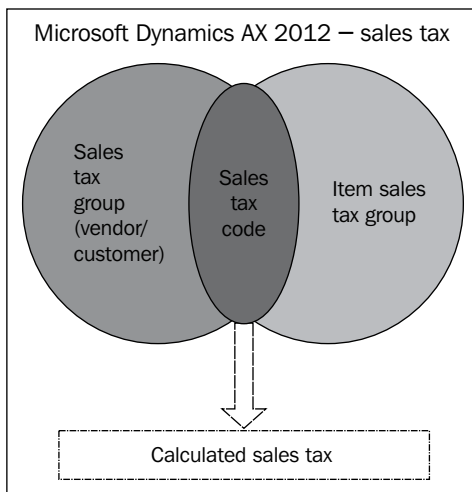 Microsoft Dynamics AX 2012 – sales tax
Sales
tax
group
(vendor/
customer)
Sales
tax
code
Item sales
tax group
Calculated sales tax